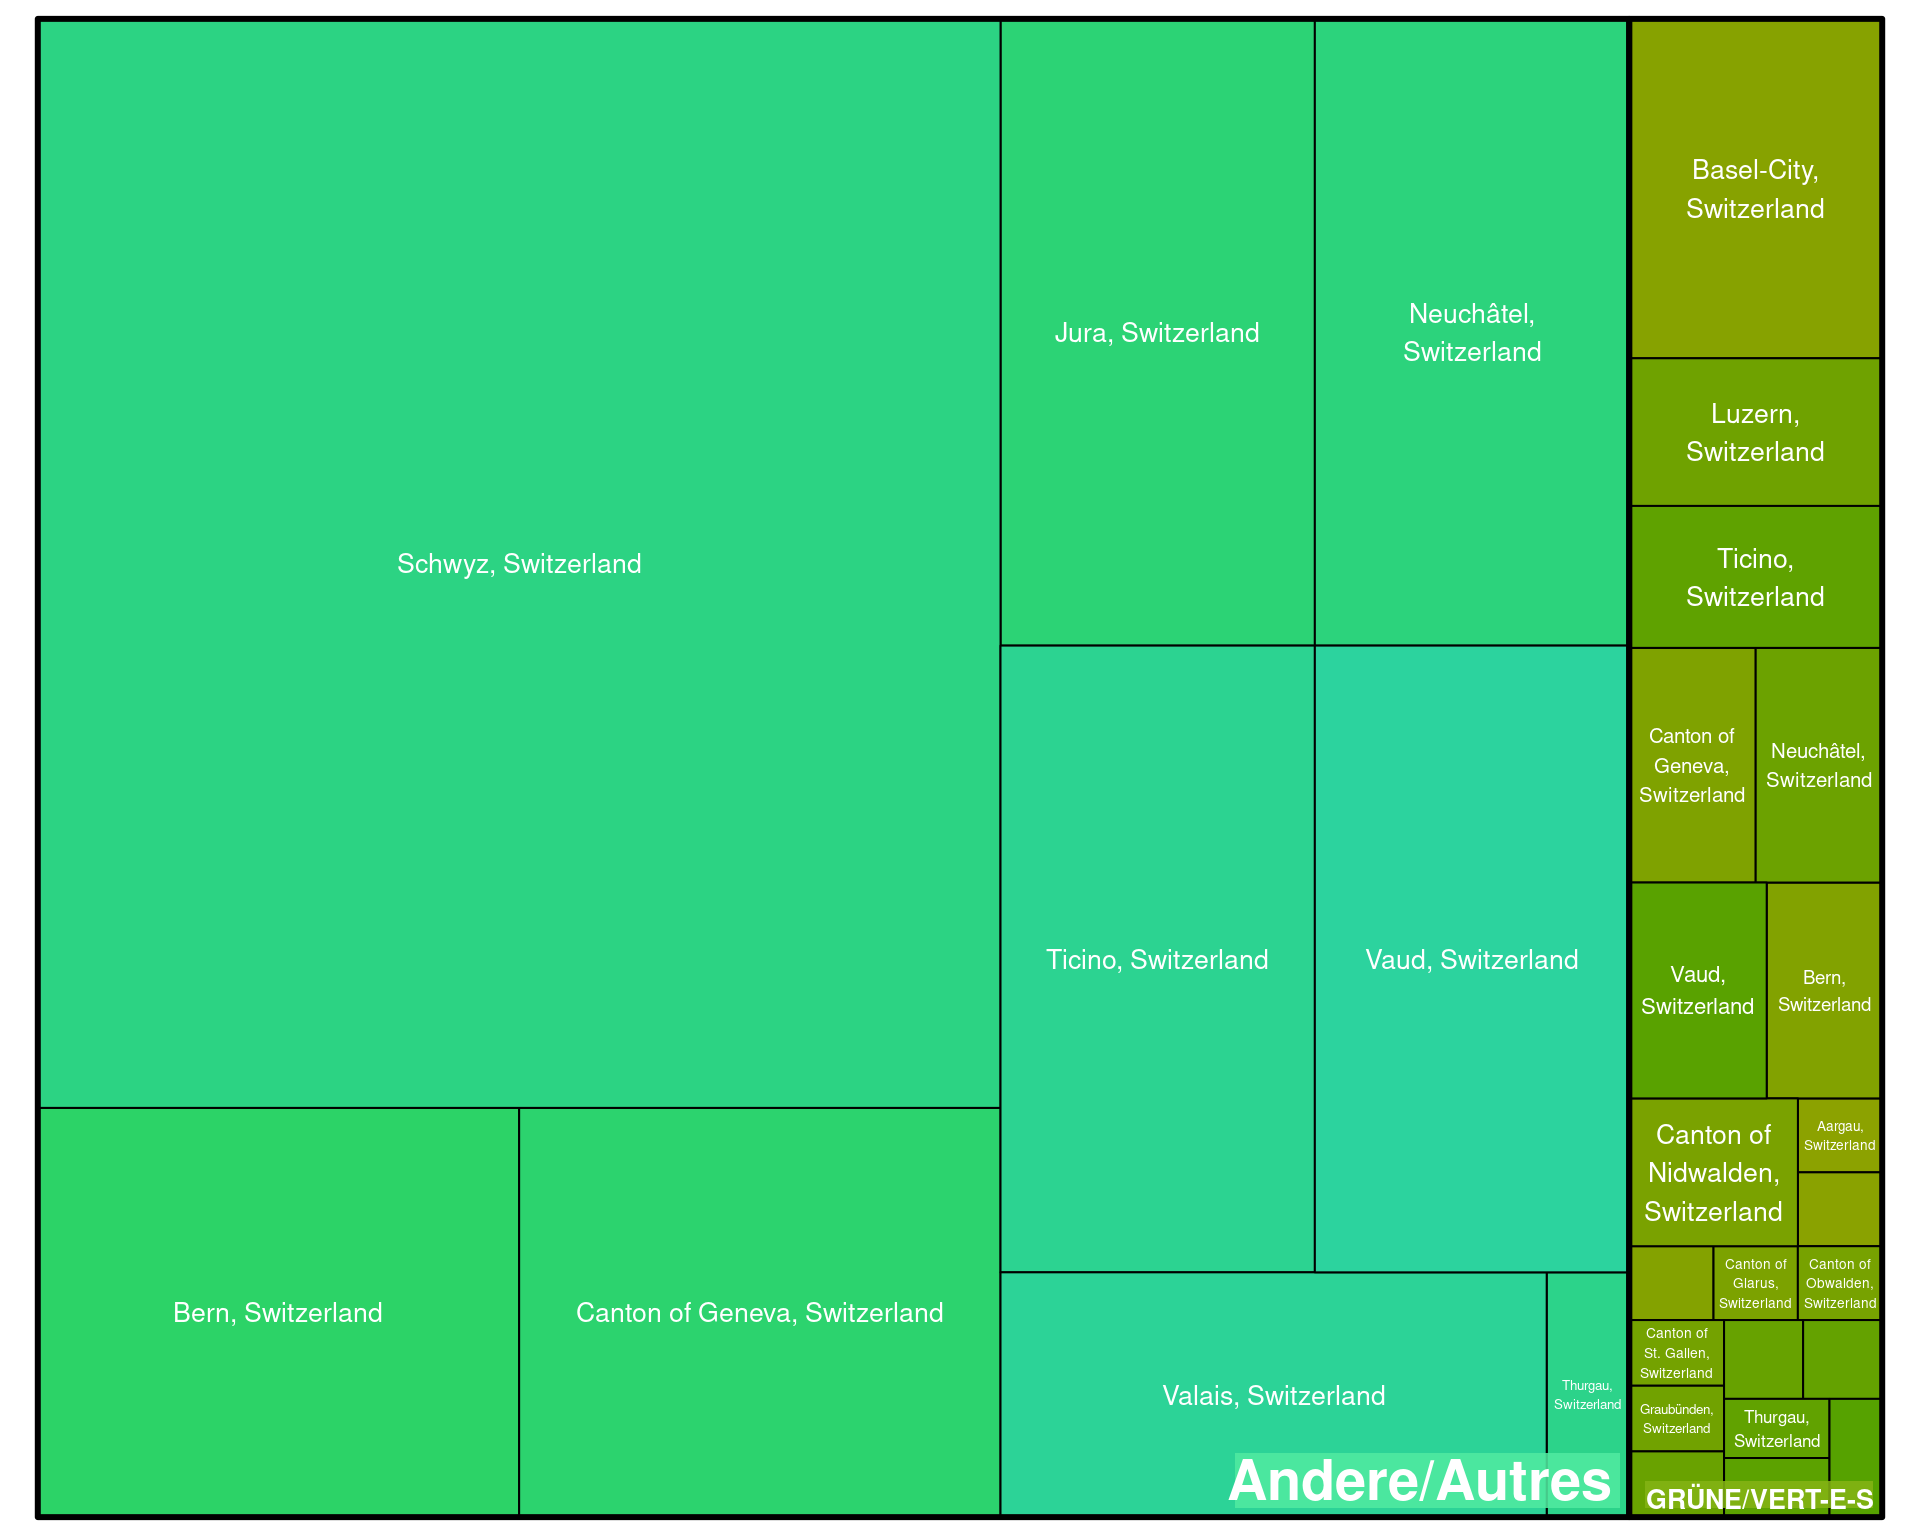 Schwyz, Switzerland
Jura, Switzerland
Neuchâtel,
Switzerland
Ticino, Switzerland
Vaud, Switzerland
Bern, Switzerland
Canton of Geneva, Switzerland
Valais, Switzerland
Thurgau,
Switzerland
Andere/Autres
Basel-City,
Switzerland
Luzern,
Switzerland
Ticino,
Switzerland
Canton of
Geneva,
Switzerland
Neuchâtel,
Switzerland
Vaud,
Switzerland
Bern,
Switzerland
Canton of
Nidwalden,
Switzerland
Aargau,
Switzerland
Canton of
Glarus,
Switzerland
Canton of
Obwalden,
Switzerland
Canton of
St. Gallen,
Switzerland
Graubünden,
Switzerland
Thurgau,
Switzerland
GRÜNE/VERT-E-S